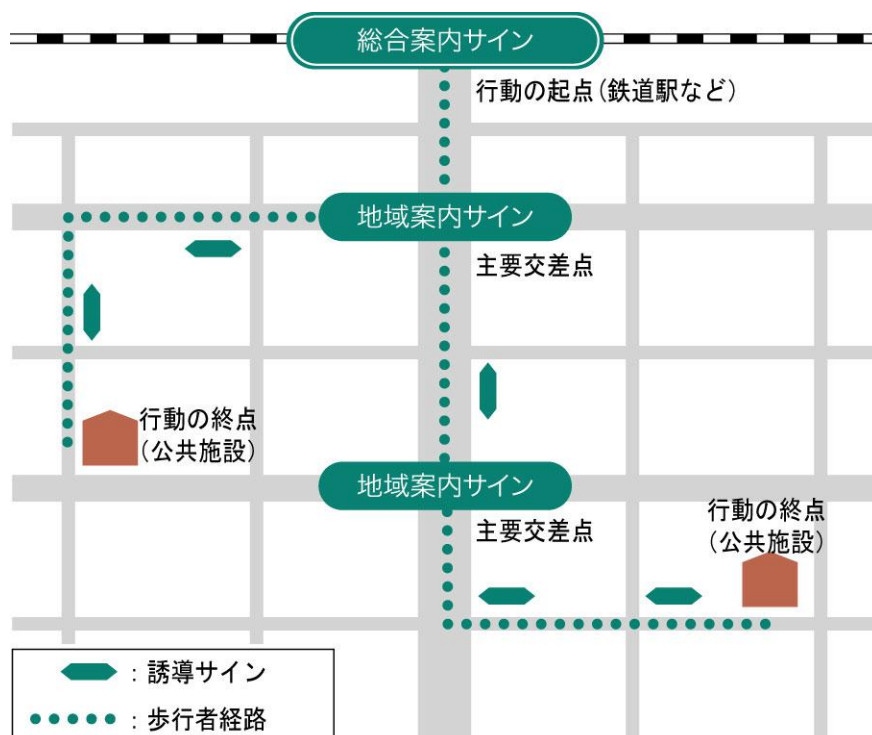 総合案内サイン
行動の起点(鉄道駅など)
地域案内サイン
主要交差点
行動の終点
(公共施設)
地域案内サイン
主要交差点
行動の終点
(公共施設)
:誘導サイン
:歩行者経路